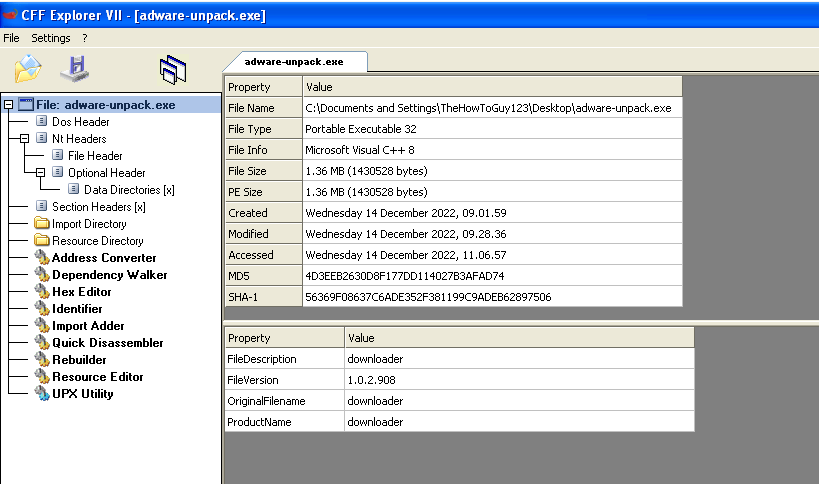 CFF Explorer VII - [adware-unpack.exe]
File Settings ?
adware-unpack.exe
File: adware-unpack.exe
Dos Header
Nt Headers
File Header
Optional Header
Data Directories [x]
Section Headers [x]
Import Directory
Resource Directory
Address Converter
Dependency Walker
Hex Editor
Identifier
Import Adder
Quick Disassembler
Rebuilder
Resource Editor
UPX Utility
Property Value
File Name C:\Documents and Settings\TheHowToGuy123\Desktop\adware-unpack.exe
File Type Portable Executable 32
File Info Microsoft Visual C++ 8
File Size 1.36 MB (1430528 bytes)
PE Size 1.36 MB (1430528 bytes)
Created Wednesday 14 December 2022, 09.01.59
Modified Wednesday 14 December 2022, 09.28.36
Accessed Wednesday 14 December 2022, 11.06.57
MD5 4D3EEB2630D8F177DD114027B3AFAD74
SHA-1 56369F08637C6ADE352F381199C9ADEB62897506
Property Value
FileDescription downloader
FileVersion 1.0.2.908
OriginalFilename downloader
ProductName downloader